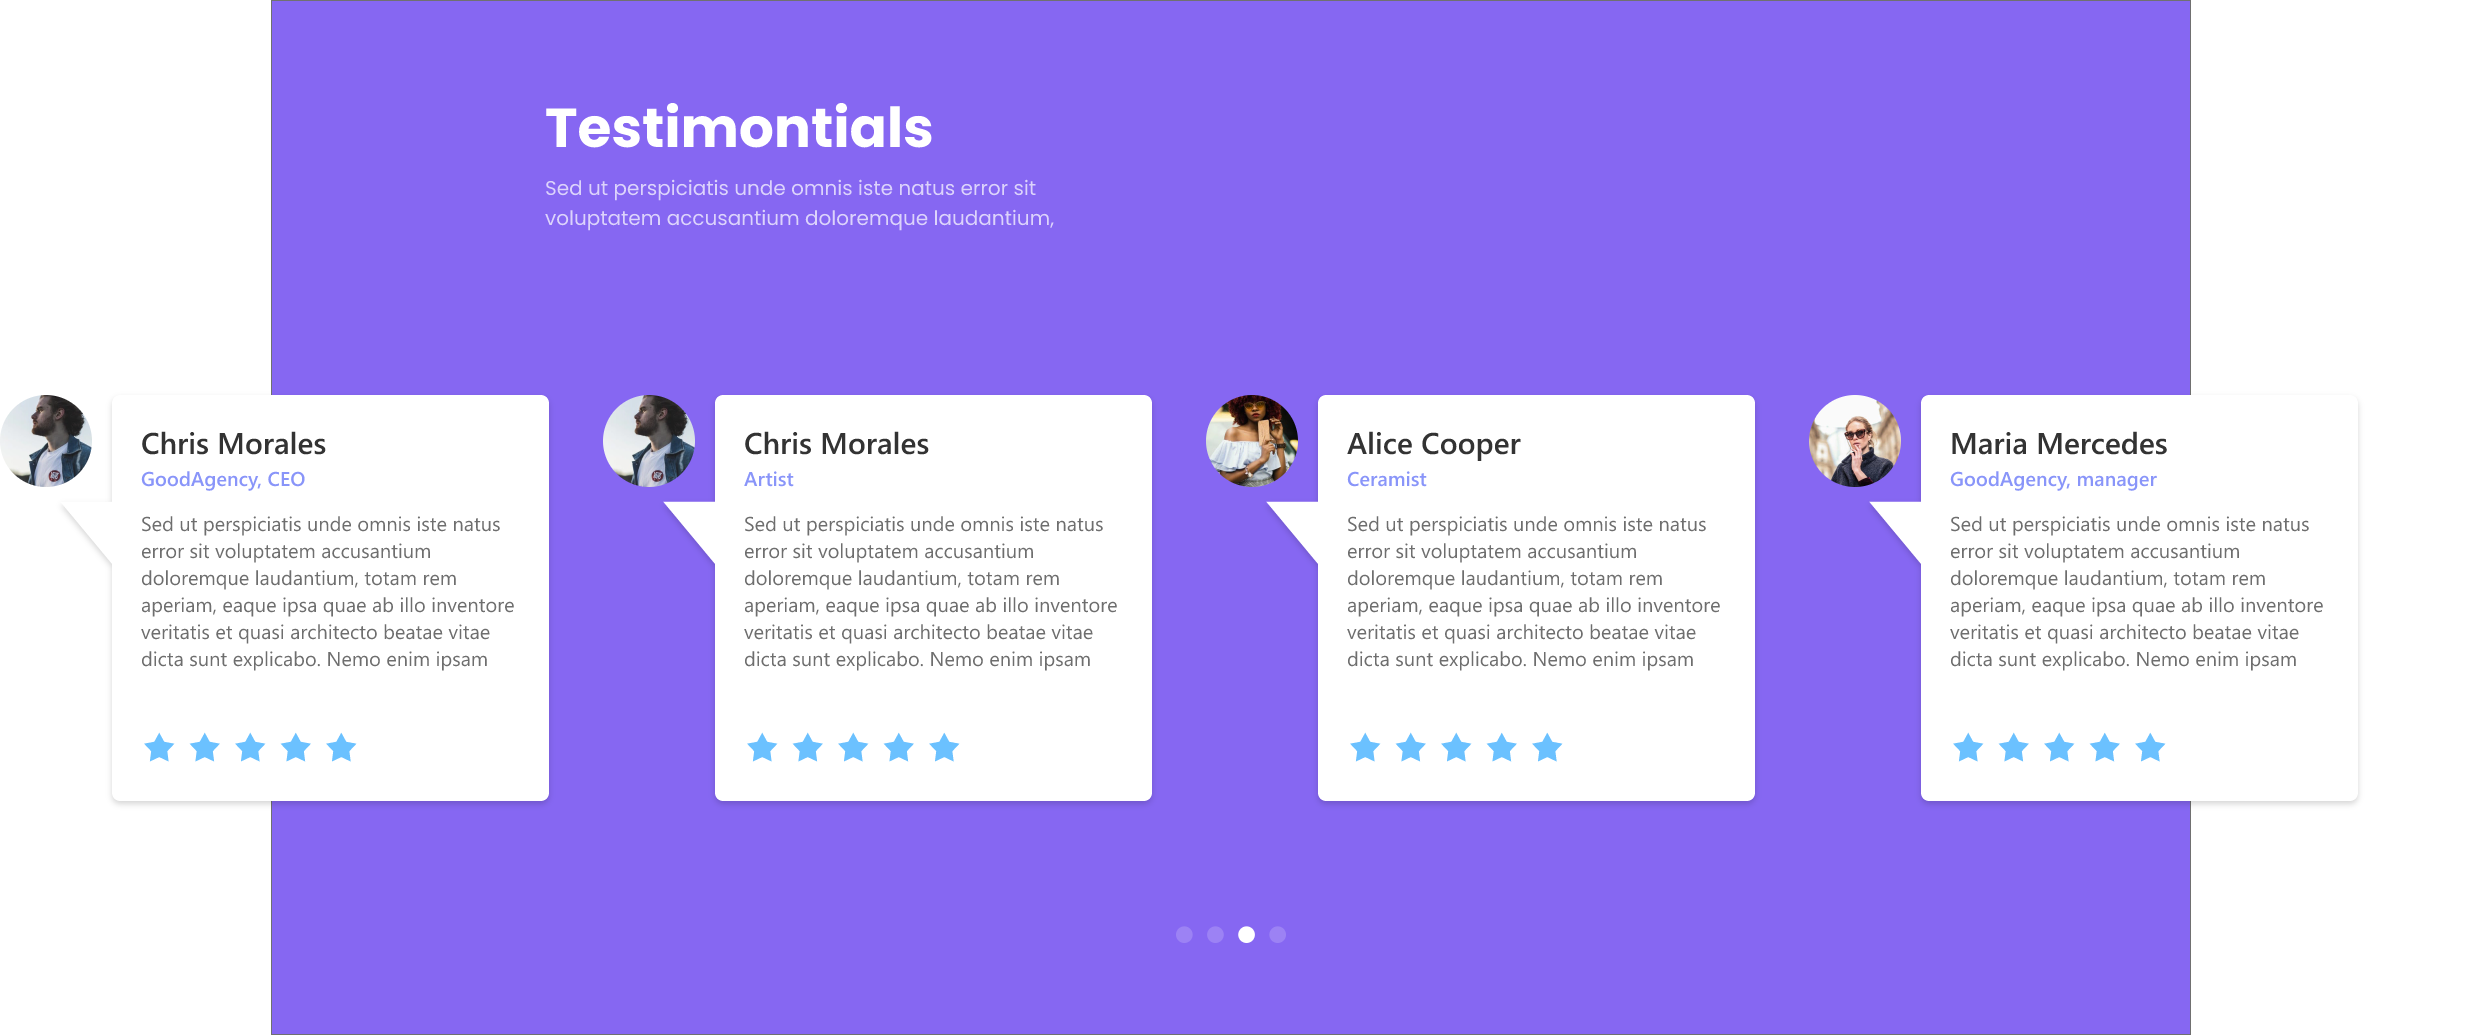 Testimontials
Sed ut perspiciatis unde omnis iste natus error sit
voluptatem accusantium doloremque laudantium,
Chris Morales
GoodAgency, CEO
Sed ut perspiciatis unde omnis iste natus
error sit voluptatem accusantium
doloremque laudantium, totam rem
aperiam, eaque ipsa quae ab illo inventore
veritatis et quasi architecto beatae vitae
dicta sunt explicabo. Nemo enim ipsam
Chris Morales
Artist
Sed ut perspiciatis unde omnis iste natus
error sit voluptatem accusantium
doloremque laudantium, totam rem
aperiam, eaque ipsa quae ab illo inventore
veritatis et quasi architecto beatae vitae
dicta sunt explicabo. Nemo enim ipsam
Alice Cooper
Ceramist
Sed ut perspiciatis unde omnis iste natus
error sit voluptatem accusantium
doloremque laudantium, totam rem
aperiam, eaque ipsa quae ab illo inventore
veritatis et quasi architecto beatae vitae
dicta sunt explicabo. Nemo enim ipsam
Maria Mercedes
GoodAgency, manager
Sed ut perspiciatis unde omnis iste natus
error sit voluptatem accusantium
doloremque laudantium, totam rem
aperiam, eaque ipsa quae ab illo inventore
veritatis et quasi architecto beatae vitae
dicta sunt explicabo. Nemo enim ipsam